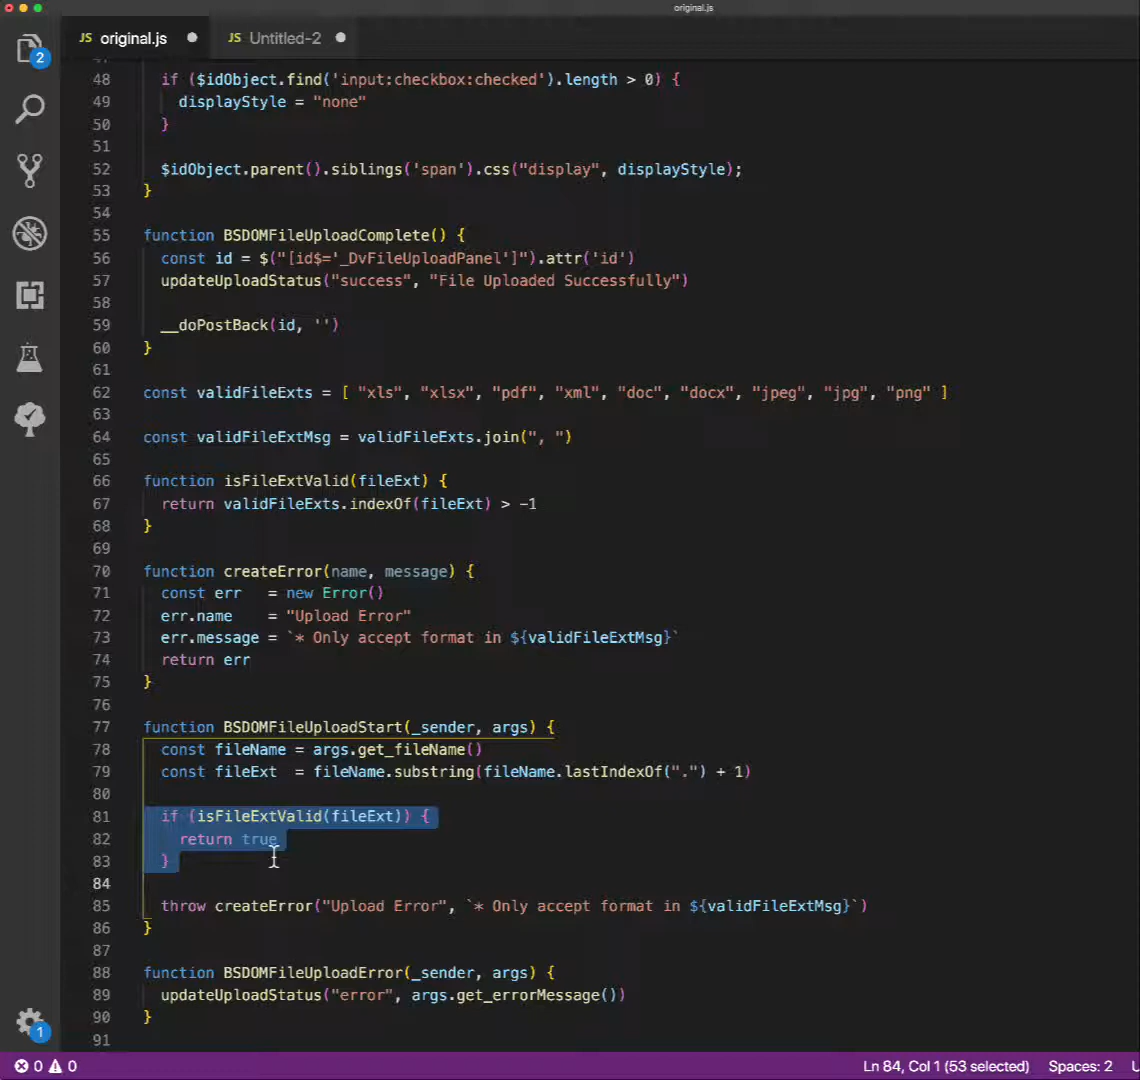 original.js
JS original.js ●
JS Untitled-2 ●
2
48 if ($idObject.find('input:checkbox:checked').length > 0) {
49 displayStyle = "none"
50 }
51
52 $idObject.parent().siblings('span').css("display", displayStyle);
53 }
54
55 function BSDOMFileUploadComplete() {
56 const id = $("[id$='_DvFileUploadPanel']").attr('id')
57 updateUploadStatus("success", "File Uploaded Successfully")
58
59 __doPostBack(id, '')
60 }
61
62 const validFileExts = [ "xls", "xlsx", "pdf", "xml", "doc", "docx", "jpeg", "jpg", "png" ]
63
64 const validFileExtMsg = validFileExts.join(", ")
65
66 function isFileExtValid(fileExt) {
67 return validFileExts.indexOf(fileExt) > -1
68 }
69
70 function createError(name, message) {
71 const err = new Error()
72 err.name = "Upload Error"
73 err.message = `* Only accept format in ${validFileExtMsg}`
74 return err
75 }
76
77 function BSDOMFileUploadStart(_sender, args) {
78 const fileName = args.get_fileName()
79 const fileExt = fileName.substring(fileName.lastIndexOf(".") + 1)
80
81 if (isFileExtValid(fileExt)) {
82 return true
83 }
84
85 throw createError("Upload Error", `* Only accept format in ${validFileExtMsg}`)
86 }
87
88 function BSDOMFileUploadError(_sender, args) {
89 updateUploadStatus("error", args.get_errorMessage())
90 }
91
1
0 0
Ln 84, Col 1 (53 selected) Spaces: 2